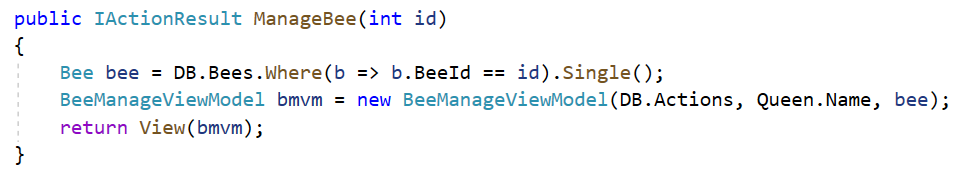 public IActionResult ManageBee(int id)
{
    Bee bee = DB.Bees.Where(b => b.BeeId == id).Single();
    BeeManageViewModel bmvm = new BeeManageViewModel(DB.Actions, Queen.Name, bee);
    return View(bmvm);
}